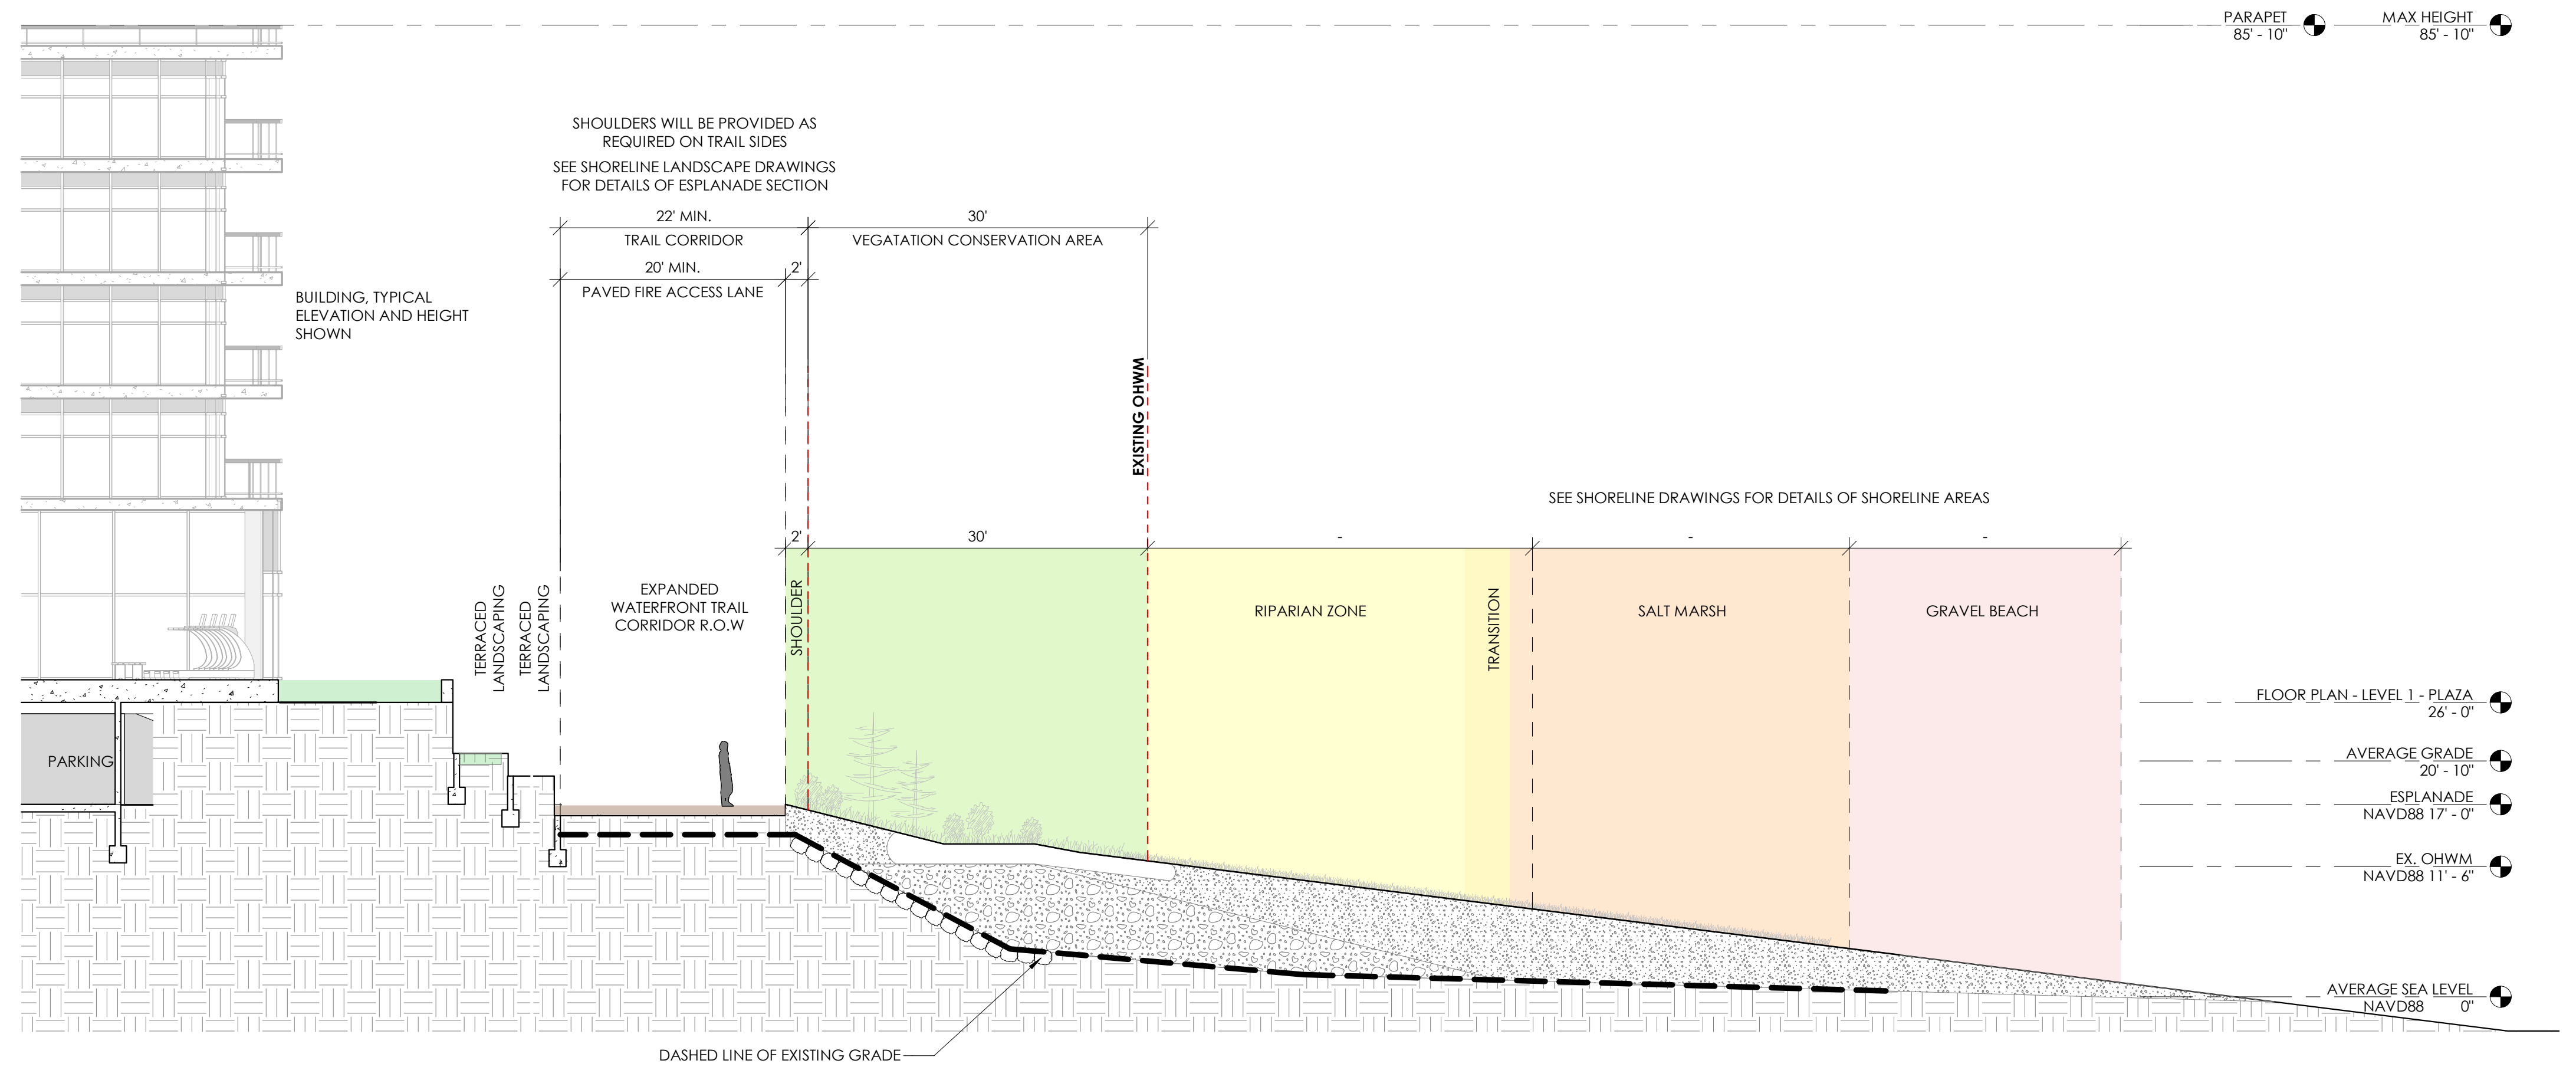 PARAPET
85' - 10"
MAX HEIGHT
85' - 10"
SHOULDERS WILL BE PROVIDED AS
REQUIRED ON TRAIL SIDES
SEE SHORELINE LANDSCAPE DRAWINGS
FOR DETAILS OF ESPLANADE SECTION
22' MIN.
30'
TRAIL CORRIDOR
VEGATATION CONSERVATION AREA
20' MIN.
2'
PAVED FIRE ACCESS LANE
BUILDING, TYPICAL
ELEVATION AND HEIGHT
SHOWN
EXISTING OHWM
SEE SHORELINE DRAWINGS FOR DETAILS OF SHORELINE AREAS
2'
30'
-
-
-
TERRACED
LANDSCAPING
TERRACED
LANDSCAPING
EXPANDED
WATERFRONT TRAIL
CORRIDOR R.O.W
SHOULDER
RIPARIAN ZONE
TRANSITION
SALT MARSH
GRAVEL BEACH
FLOOR PLAN - LEVEL 1 - PLAZA
26' - 0"
PARKING
AVERAGE GRADE
20' - 10"
ESPLANADE
NAVD88 17' - 0"
EX. OHWM
NAVD88 11' - 6"
AVERAGE SEA LEVEL
NAVD88 0"
DASHED LINE OF EXISTING GRADE